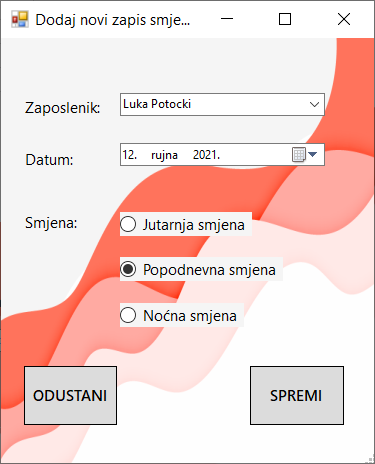 Dodaj novi zapis smje...
Zaposlenik: Luka Potocki
Datum: 12. rujna 2021.
Smjena: Jutarnja smjena
Popodnevna smjena
Noćna smjena
ODUSTANI SPREMI